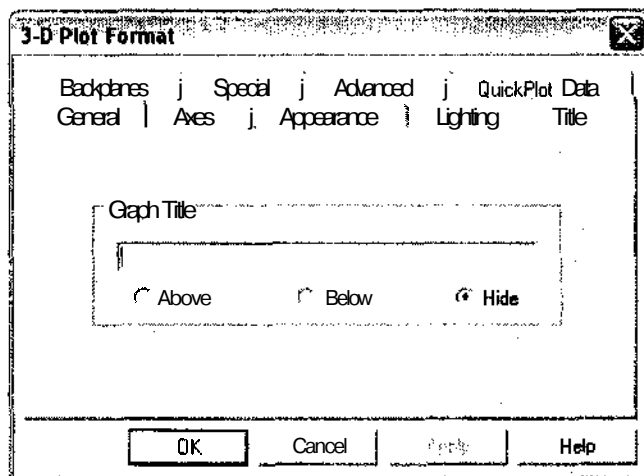 3-D Plot Format
Backplanes Special Advanced QuickPlot Data
General Axes Appearance Lighting Title
Graph Title
Above Below Hide
OK Cancel Apply Help